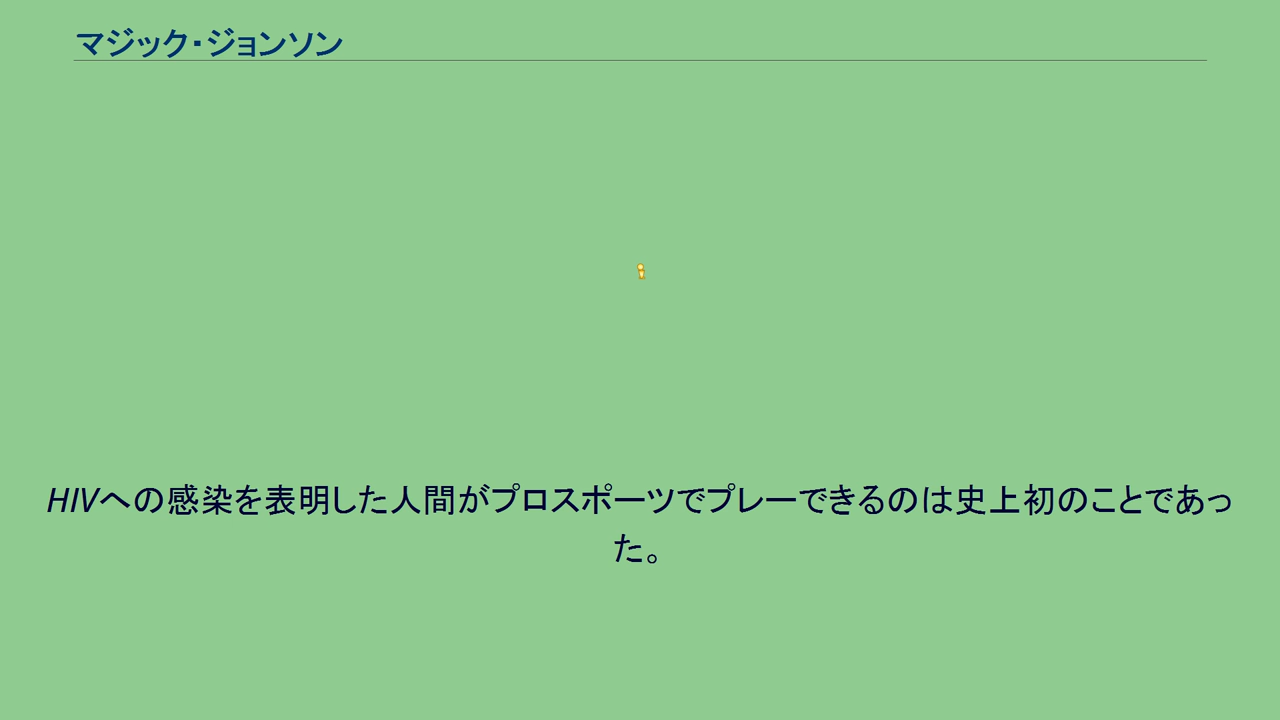 マジック・ジョンソン
HIVへの感染を表明した人間がプロスポーツでプレーできるのは史上初のことであっ
た。